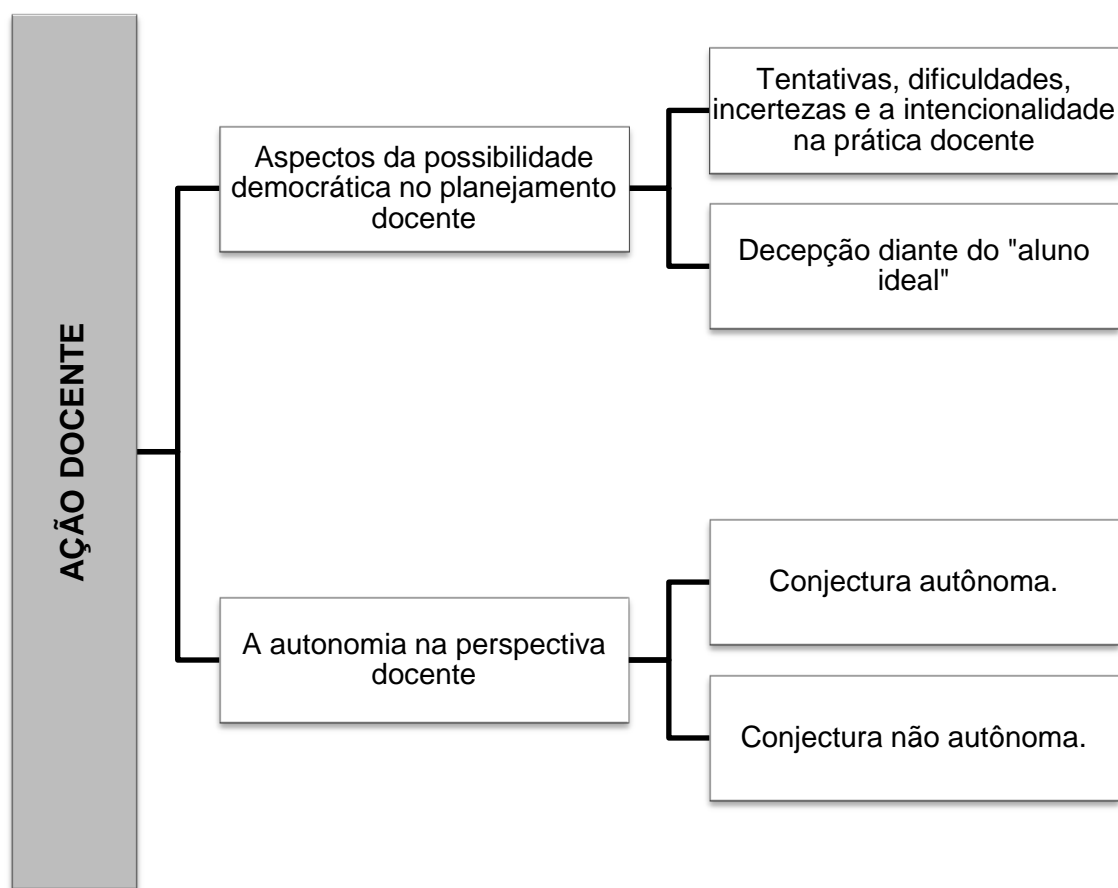 AÇÃO DOCENTE
Aspectos da possibilidade
democrática no planejamento
docente
Tentativas, dificuldades,
incertezas e a intencionalidade
na prática docente
Decepção diante do "aluno
ideal"
A autonomia na perspectiva
docente
Conjectura autônoma.
Conjectura não autônoma.